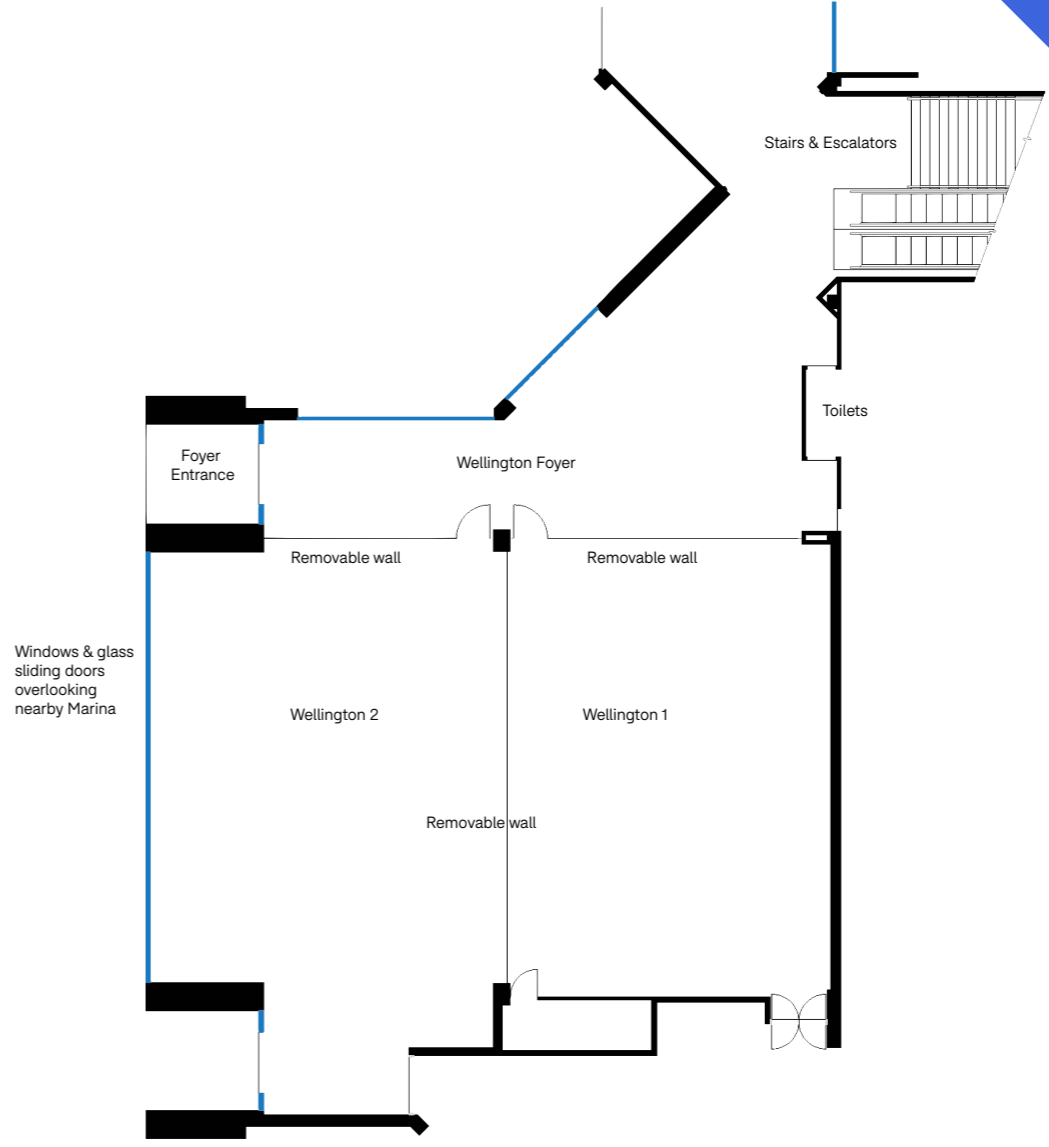 Stairs & Escalators
Toilets
Foyer
Entrance
Wellington Foyer
Removable wall
Removable wall
Windows & glass
sliding doors
overlooking
nearby Marina
Wellington 2
Wellington 1
Removable wall